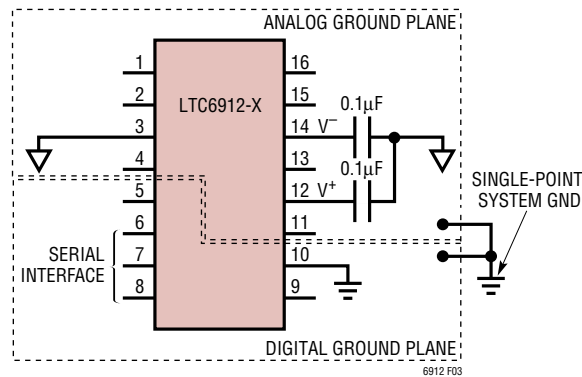 ANALOG GROUND PLANE
LTC6912-X
1
2
3
4
5
6
7
8
16
15
14
13
12
11
10
9
V–
V+
0.1µF
0.1µF
SERIAL
INTERFACE
SINGLE-POINT
SYSTEM GND
DIGITAL GROUND PLANE
6912 F03